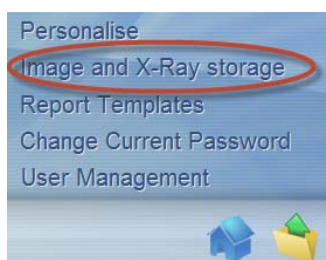 Personalise
Image and X-Ray storage
Report Templates
Change Current Password
User Management